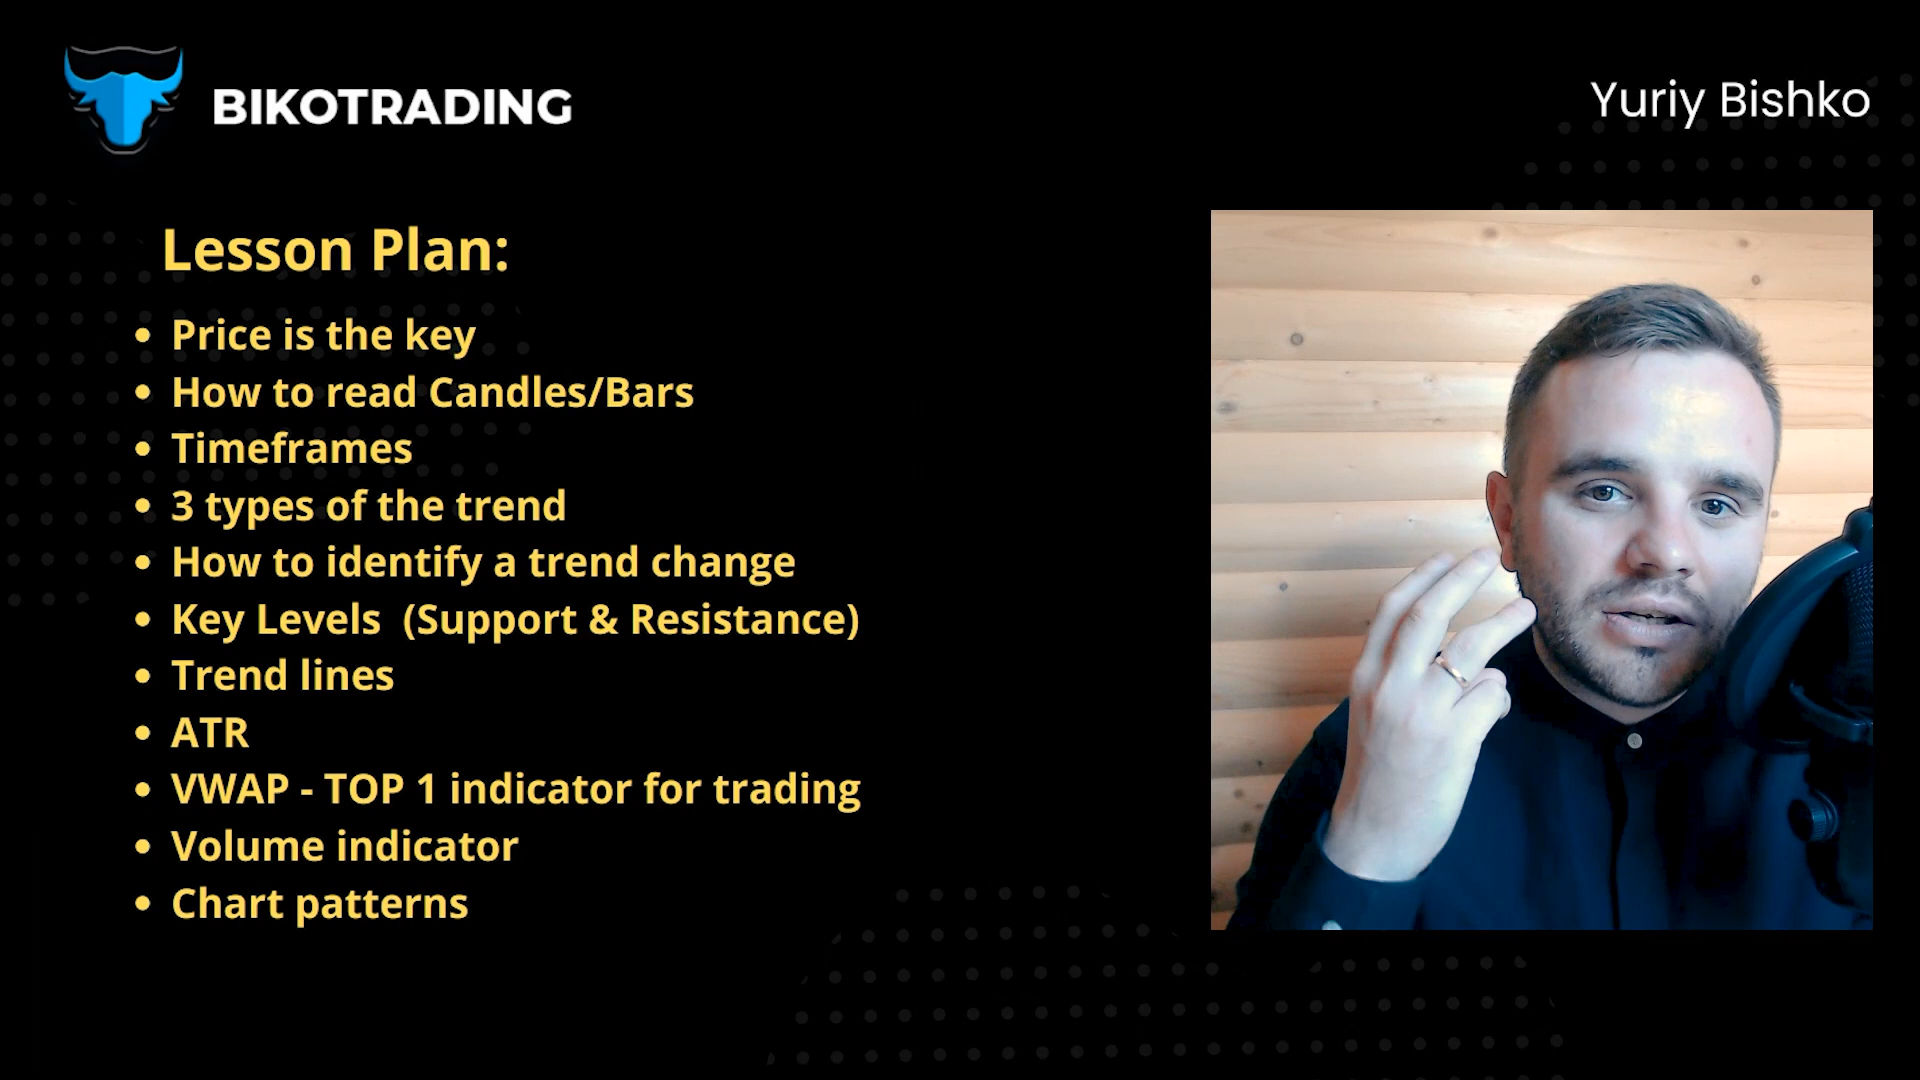 BIKOTRADING
Yuriy Bishko
Lesson Plan:
• Price is the key
• How to read Candles/Bars
• Timeframes
• 3 types of the trend
• How to identify a trend change
• Key Levels (Support & Resistance)
• Trend lines
• ATR
• VWAP - TOP 1 indicator for trading
• Volume indicator
• Chart patterns